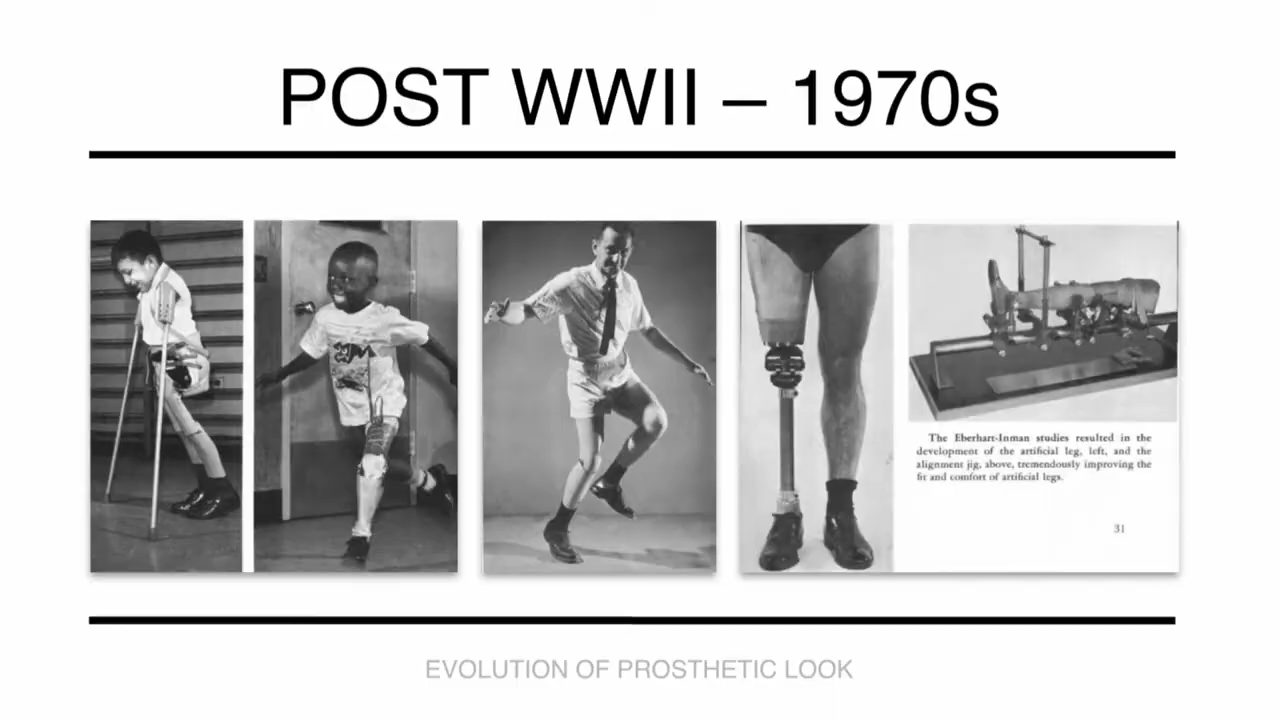 POST WWII – 1970s
The Eberhart-Inman studies resulted in the
development of the artificial leg, left, and the
alignment jig, above, tremendously improving the
fit and comfort of artificial legs.
31
EVOLUTION OF PROSTHETIC LOOK